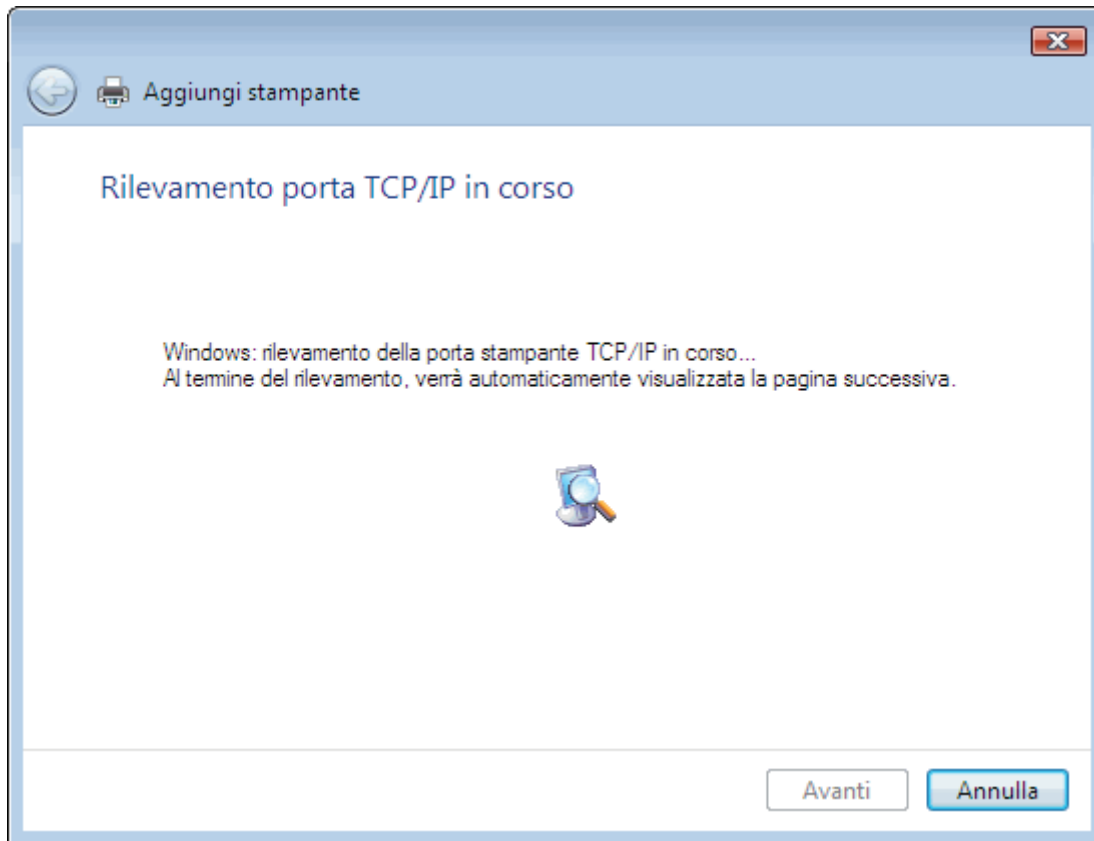 Aggiungi stampante
Rilevamento porta TCP/IP in corso
Windows: rilevamento della porta stampante TCP/IP in corso...
Al termine del rilevamento, verrà automaticamente visualizzata la pagina successiva.
Avanti
Annulla